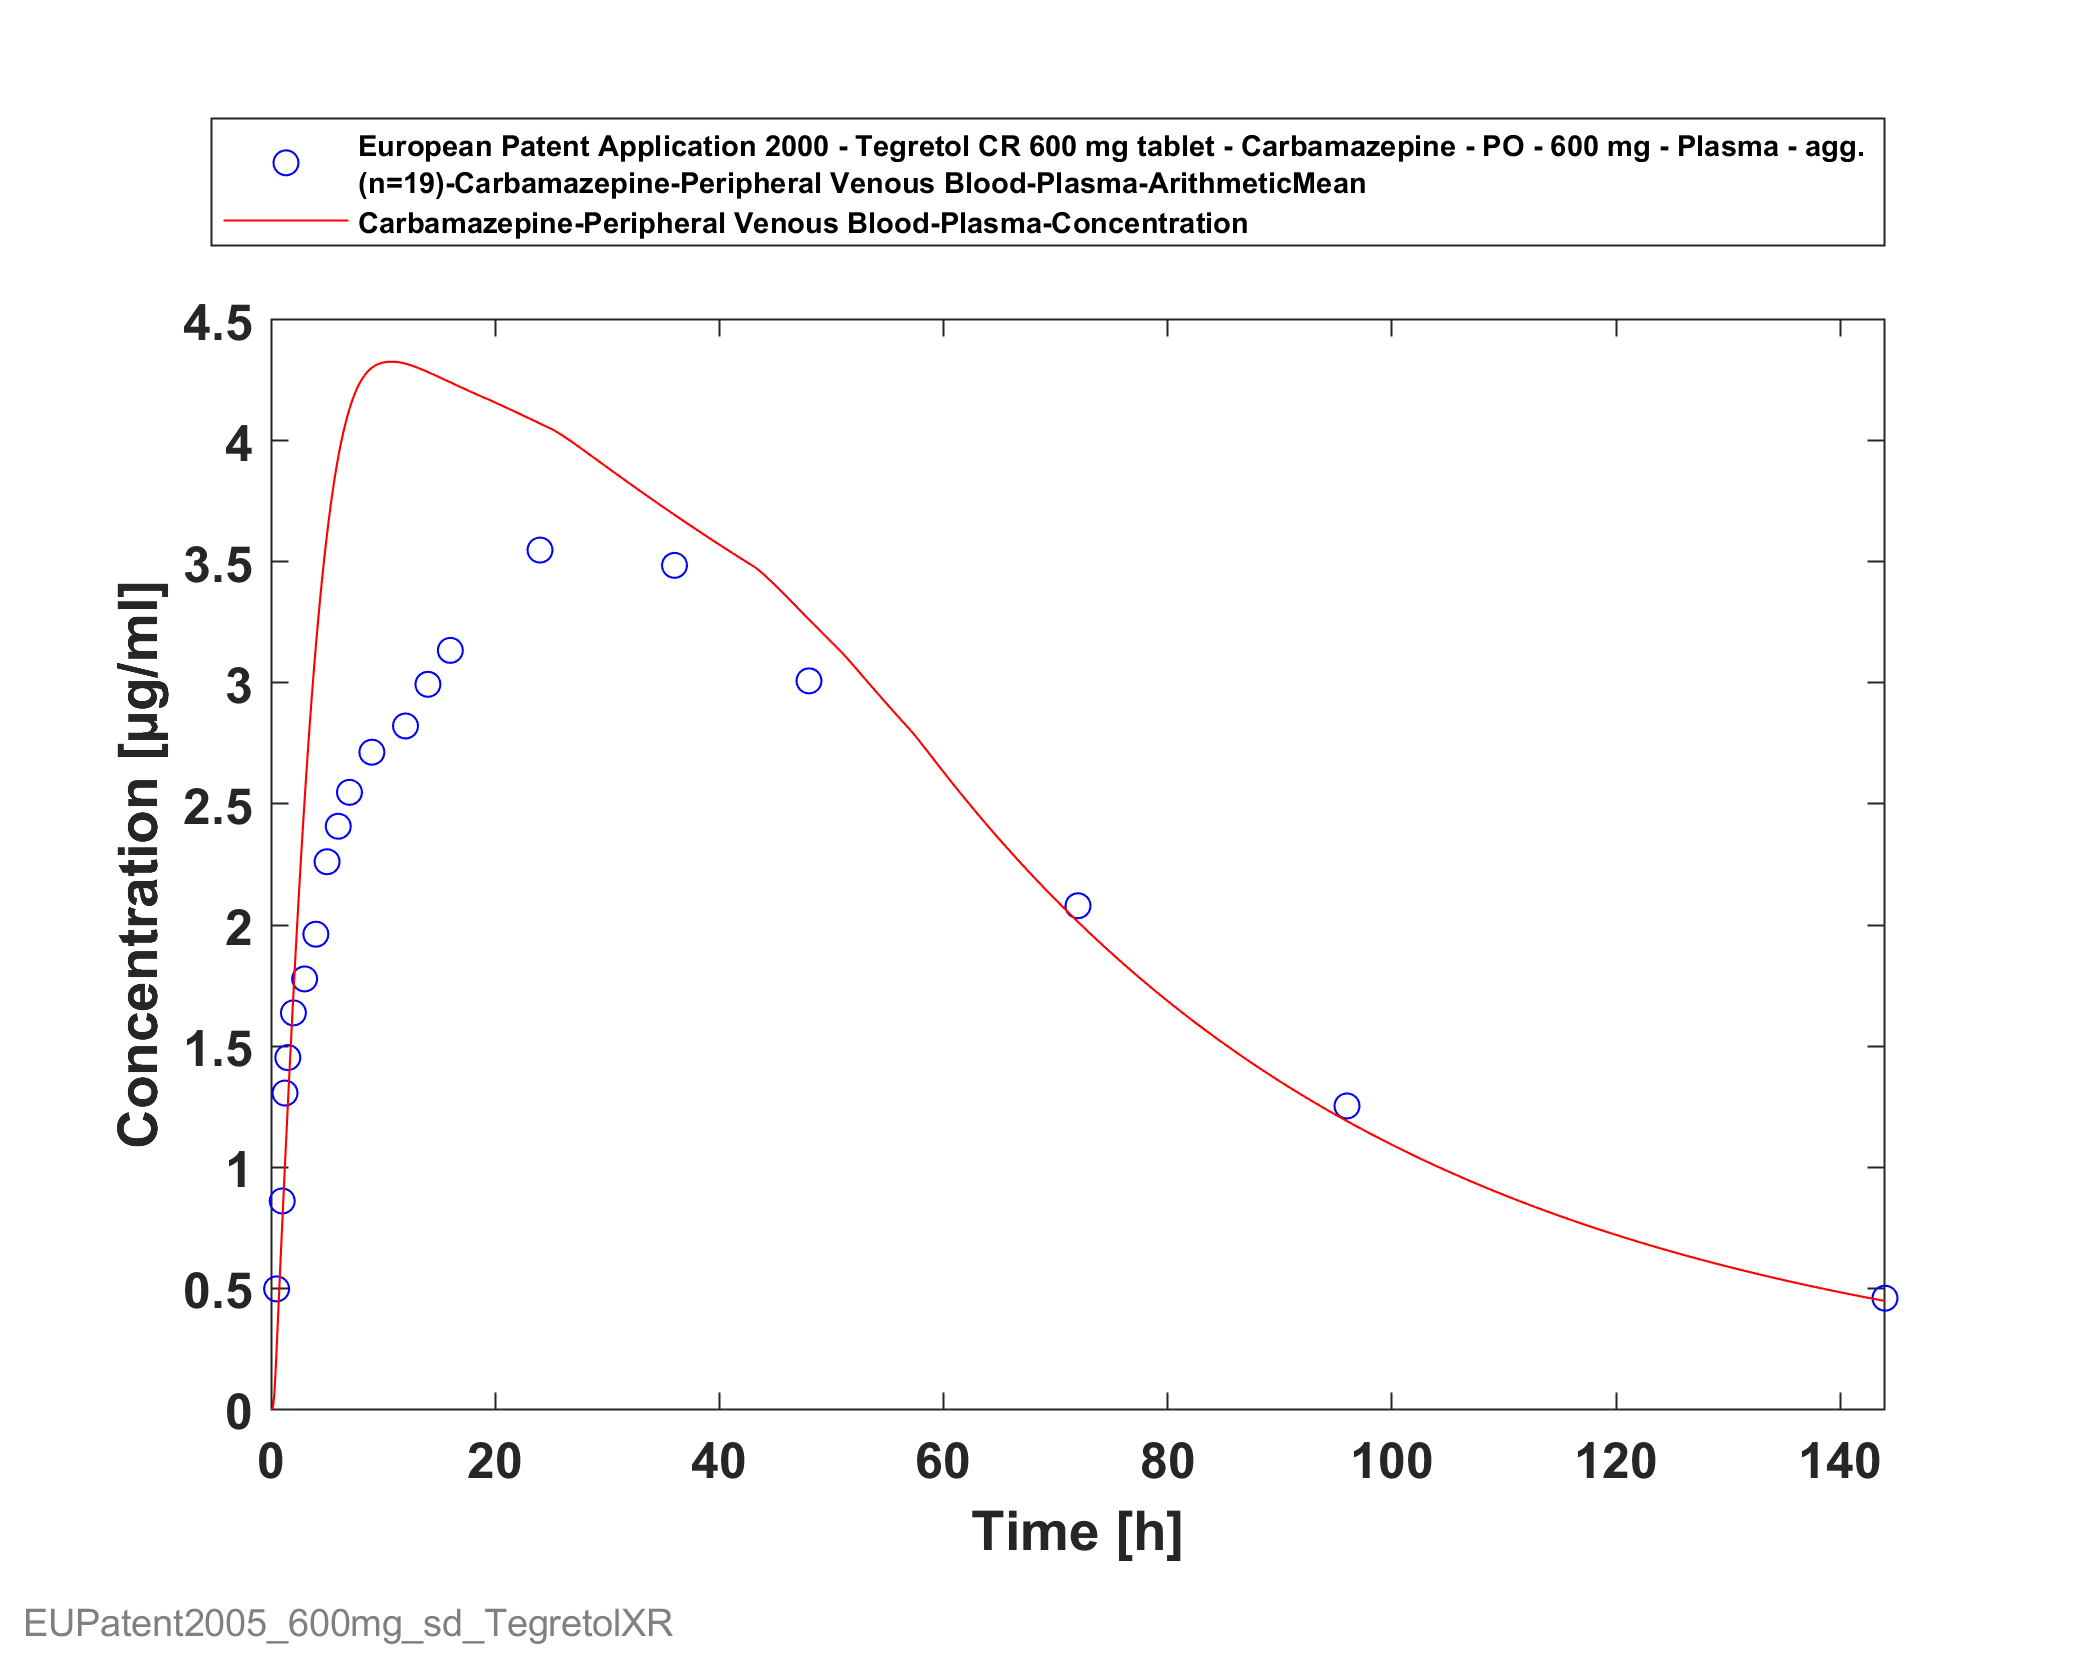 European Patent Application 2000 - Tegretol CR 600 mg tablet - Carbamazepine - PO - 600 mg - Plasma - agg.
(n=19)-Carbamazepine-Peripheral Venous Blood-Plasma-ArithmeticMean
Carbamazepine-Peripheral Venous Blood-Plasma-Concentration
4.5
4
3.5
3
2.5
2
1.5
1
0.5
0
Concentration [µg/ml]
0 20 40 60 80 100 120 140
Time [h]
EUPatent2005_600mg_sd_TegretolXR